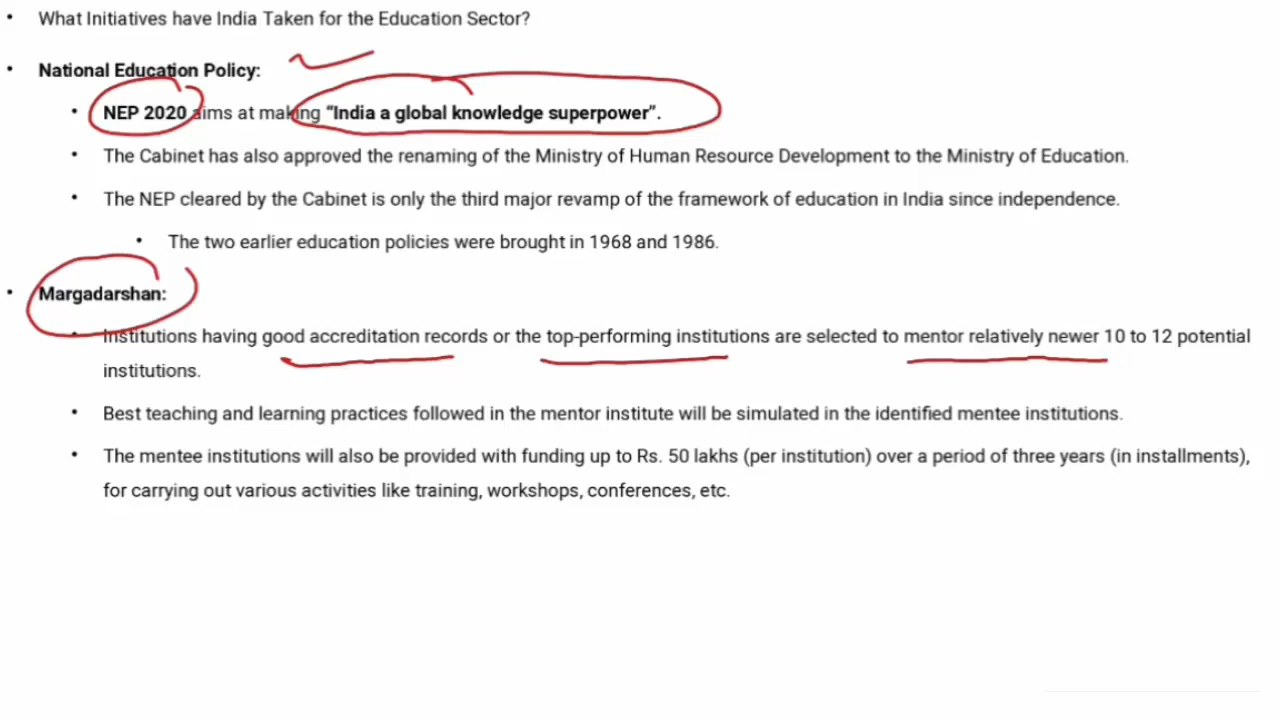 • What Initiatives have India Taken for the Education Sector?
• National Education Policy:
• NEP 2020 aims at making “India a global knowledge superpower”.
• The Cabinet has also approved the renaming of the Ministry of Human Resource Development to the Ministry of Education.
• The NEP cleared by the Cabinet is only the third major revamp of the framework of education in India since independence.
• The two earlier education policies were brought in 1968 and 1986.
• Margadarshan:
• Institutions having good accreditation records or the top-performing institutions are selected to mentor relatively newer 10 to 12 potential
institutions.
• Best teaching and learning practices followed in the mentor institute will be simulated in the identified mentee institutions.
• The mentee institutions will also be provided with funding up to Rs. 50 lakhs (per institution) over a period of three years (in installments),
for carrying out various activities like training, workshops, conferences, etc.